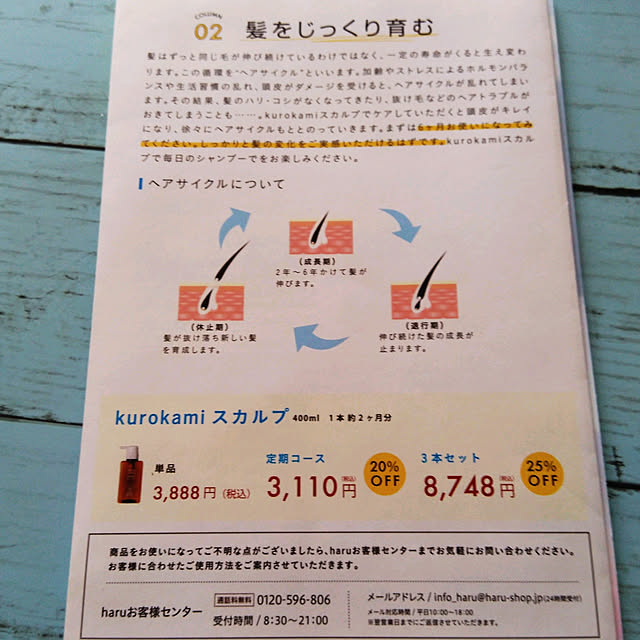 COLUMN
02 髪をじっくり育む
髪はずっと同じ毛が伸び続けているわけではなく、一定の寿命がくると生え変わ
ります。この循環を“ヘアサイクル”といいます。加齢やストレスによるホルモンバラ
ンスや生活習慣の乱れ、頭皮がダメージを受けると、ヘアサイクルが乱れてしまい
ます。その結果、髪のハリ・コシがなくなってきたり、抜け毛などのヘアトラブルが
おきてしまうことも……。kurokamiスカルプでケアしていただくと頭皮がキレイ
になり、徐々にヘアサイクルもととのっていきます。まずは6ヶ月お使いになってみ
てください。しっかりと髪の変化をご実感いただけるはずです。kurokamiスカル
プで毎日のシャンプーでをお楽しみください。
ヘアサイクルについて
(成長期)
2年〜6年かけて髪が
伸びます。
(休止期)
髪が抜け落ち新しい髪
を育成します。
(退行期)
伸び続けた髪の成長が
止まります。
kurokami スカルプ 400ml 1本 約2ヶ月分
単品
3,888円(税込)
定期コース
3,110円(税込)
20%
OFF
3本セット
8,748円(税込)
25%
OFF
商品をお使いになってご不明な点がございましたら、haruお客様センターまでお気軽にお問い合わせください。
お客様に合わせたご使用方法をご案内させていただきます。
haruお客様センター
通話料無料 0120-596-806
受付時間 / 8:30〜21:00
メールアドレス / info_haru@haru-shop.jp(24時間受付)
メール対応時間 / 平日10:00〜18:00
※翌営業日までにご返信させていただきます。